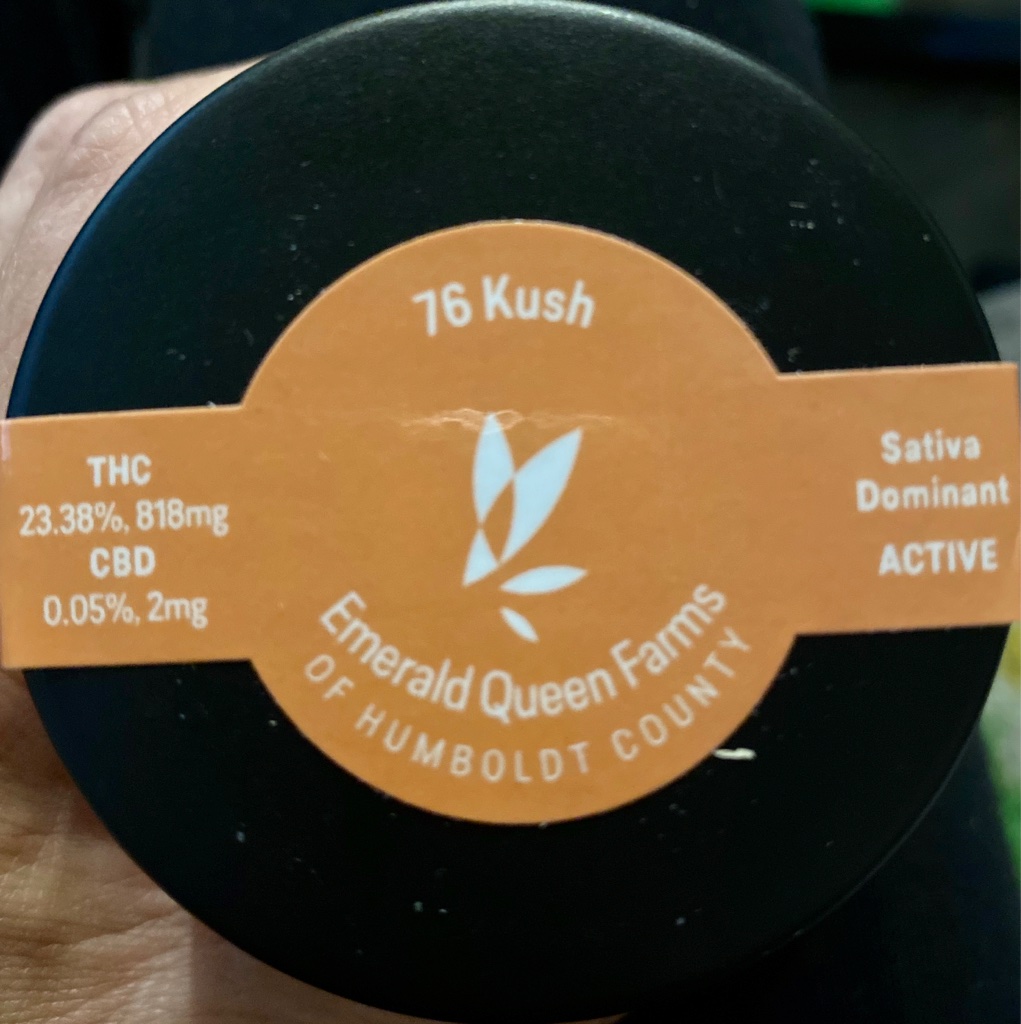 76 Kush
THC
23.38%, 818mg
CBD
0.05%, 2mg
Sativa
Dominant
ACTIVE
Emerald Queen Farms
OF HUMBOLDT COUNTY